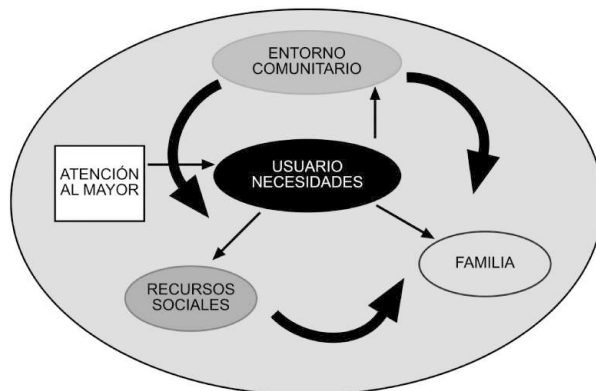 ENTORNO
COMUNITARIO
USUARIO
NECESIDADES
ATENCIÓN
AL MAYOR
FAMILIA
RECURSOS
SOCIALES